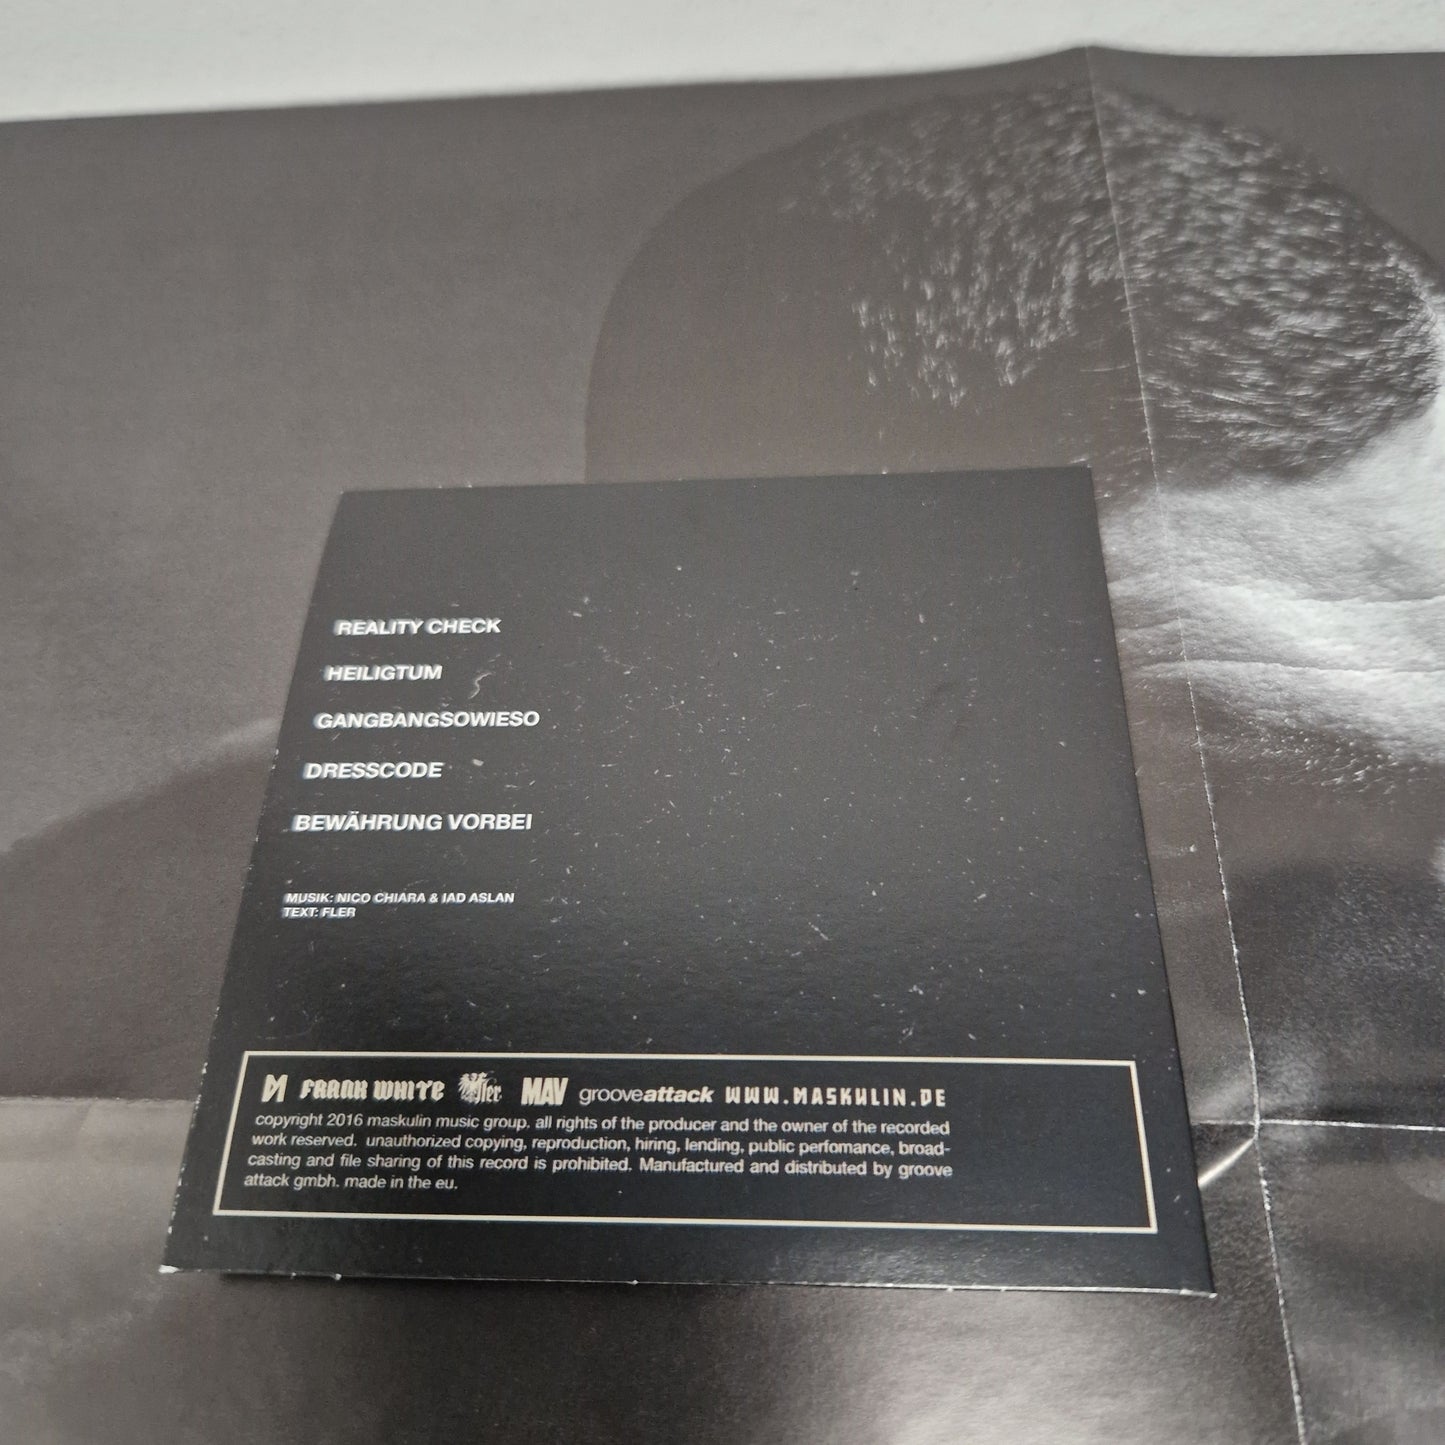 REALITY CHECK
HEILIGTUM
GANGBANGSOWIESO
DRESSCODE
BEWÄHRUNG VORBEI
MUSIK: NICO CHIARA & IAD ASLAN
TEXT: FLER
FRANK WHITE fler MAV grooveattack WWW.MASKULIN.DE
copyright 2016 maskulin music group. all rights of the producer and the owner of the recorded
work reserved. unauthorized copying, reproduction, hiring, lending, public perfomance, broad-
casting and file sharing of this record is prohibited. Manufactured and distributed by groove
attack gmbh. made in the eu.